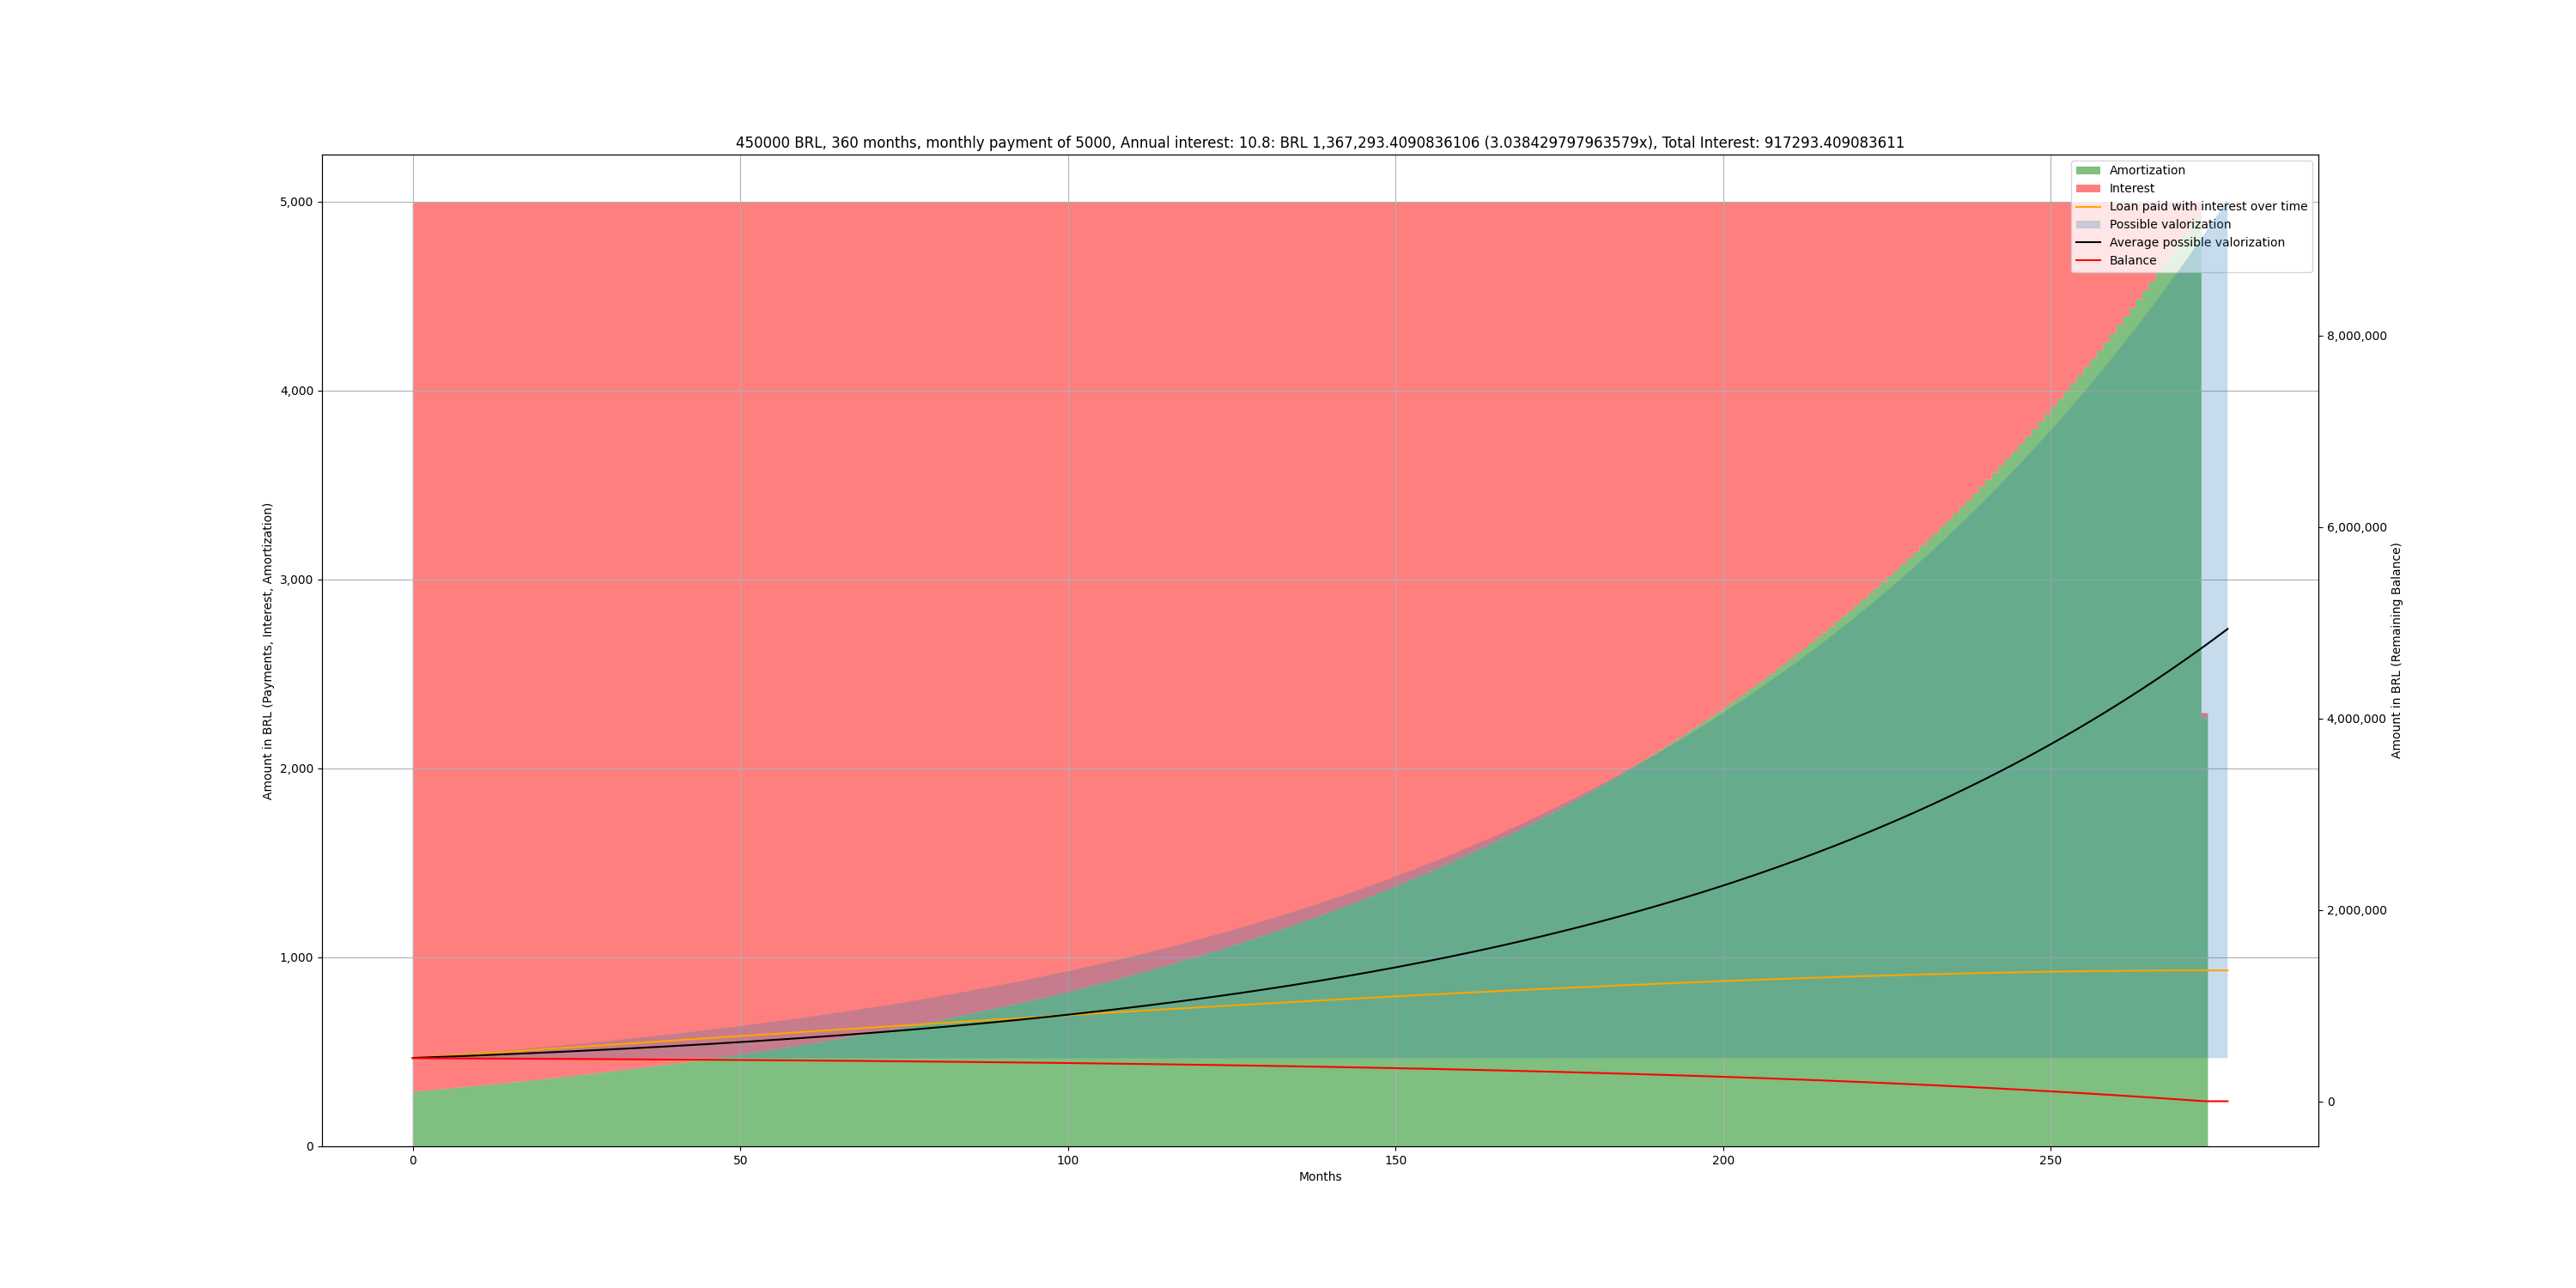 450000 BRL, 360 months, monthly payment of 5000, Annual interest: 10.8: BRL 1,367,293.4090836106 (3.038429797963579x), Total Interest: 917293.409083611
Amortization
Interest
Loan paid with interest over time
Possible valorization
Average possible valorization
Balance
5,000
4,000
3,000
2,000
1,000
0
Amount in BRL (Payments, Interest, Amortization)
8,000,000
6,000,000
4,000,000
2,000,000
0
Amount in BRL (Remaining Balance)
0
50
100
150
200
250
Months